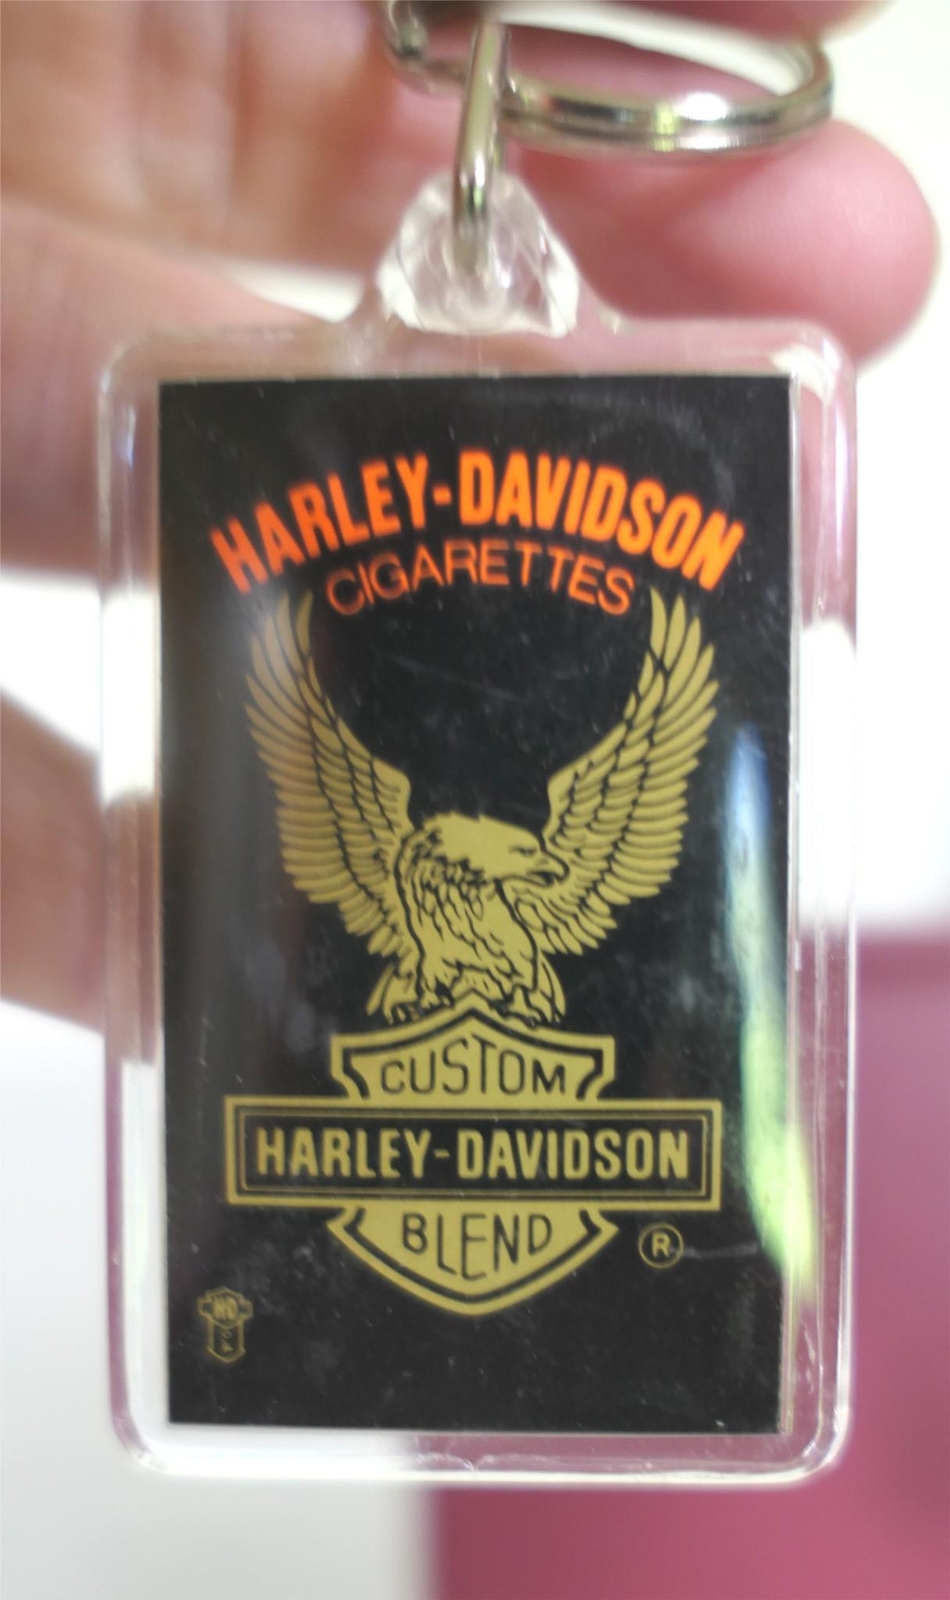 HARLEY-DAVIDSON
CIGARETTES
CUSTOM
HARLEY-DAVIDSON
BLEND
®